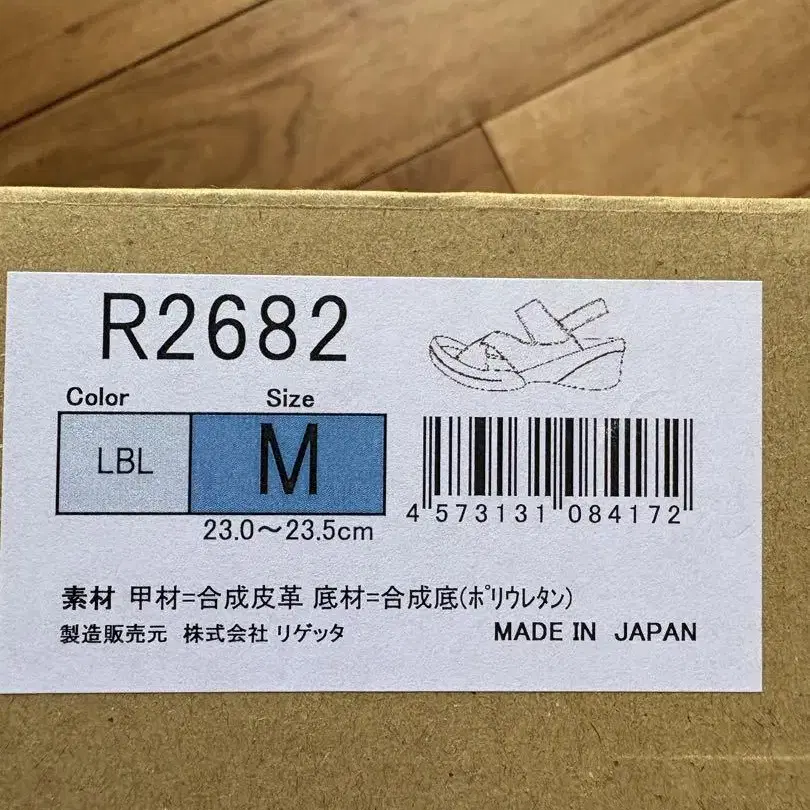 R2682
Color Size
LBL M
23.0～23.5cm
4 573131 084172
素材 甲材=合成皮革 底材=合成底(ﾎﾟﾘｳﾚﾀﾝ)
製造販売元 株式会社 リゲッタ
MADE IN JAPAN